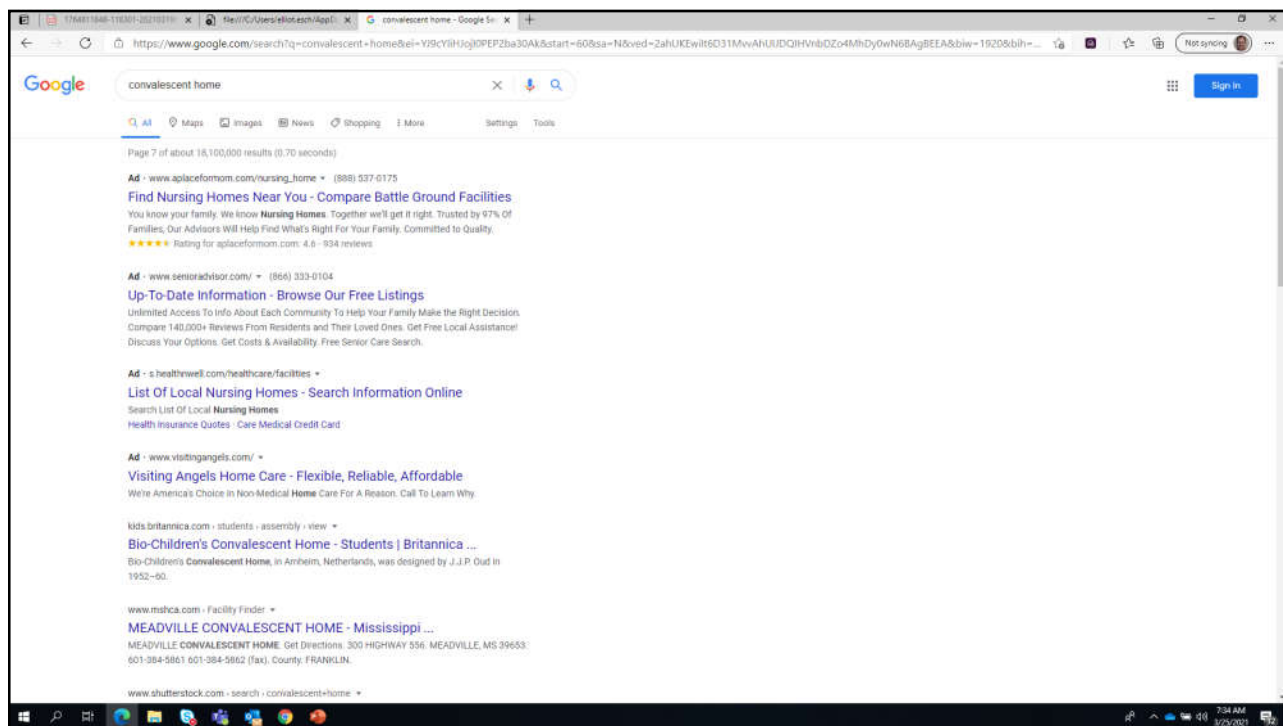 1764811848-118301-20210319
file:///C:/Users/elliot.esch/AppD
convalescent home - Google Se
https://www.google.com/search?q=convalescent+home&ei=
Not syncing
Google
convalescent home
Sign in
All Maps Images News Shopping More Settings Tools
Page 7 of about 18,100,000 results (0.70 seconds)
Ad · www.aplaceformom.com/nursing_home (888) 537-0175
Find Nursing Homes Near You - Compare Battle Ground Facilities
You know your family. We know Nursing Homes. Together we'll get it right. Trusted by 97% Of
Families, Our Advisors Will Help Find What's Right For Your Family. Committed to Quality.
Rating for aplaceformom.com: 4.6 - 934 reviews
Ad · www.senioradvisor.com/ (866) 333-0104
Up-To-Date Information - Browse Our Free Listings
Unlimited Access To Info About Each Community To Help Your Family Make the Right Decision.
Compare 140,000+ Reviews From Residents and Their Loved Ones. Get Free Local Assistance!
Discuss Your Options. Get Costs & Availability. Free Senior Care Search.
Ad · s.healthnwell.com/healthcare/facilities
List Of Local Nursing Homes - Search Information Online
Search List Of Local Nursing Homes
Health Insurance Quotes · Care Medical Credit Card
Ad · www.visitingangels.com/
Visiting Angels Home Care - Flexible, Reliable, Affordable
We're America's Choice In Non-Medical Home Care For A Reason. Call To Learn Why.
kids.britannica.com › students › assembly › view
Bio-Children's Convalescent Home - Students | Britannica ...
Bio-Children's Convalescent Home, in Arnheim, Netherlands, was designed by J.J.P. Oud in
1952–60.
www.mshca.com › Facility Finder
MEADVILLE CONVALESCENT HOME - Mississippi ...
MEADVILLE CONVALESCENT HOME. Get Directions. 300 HIGHWAY 556. MEADVILLE, MS 39653.
601-384-5861 601-384-5862 (fax). County: FRANKLIN.
www.shutterstock.com › search › convalescent+home
7:34 AM
3/25/2021